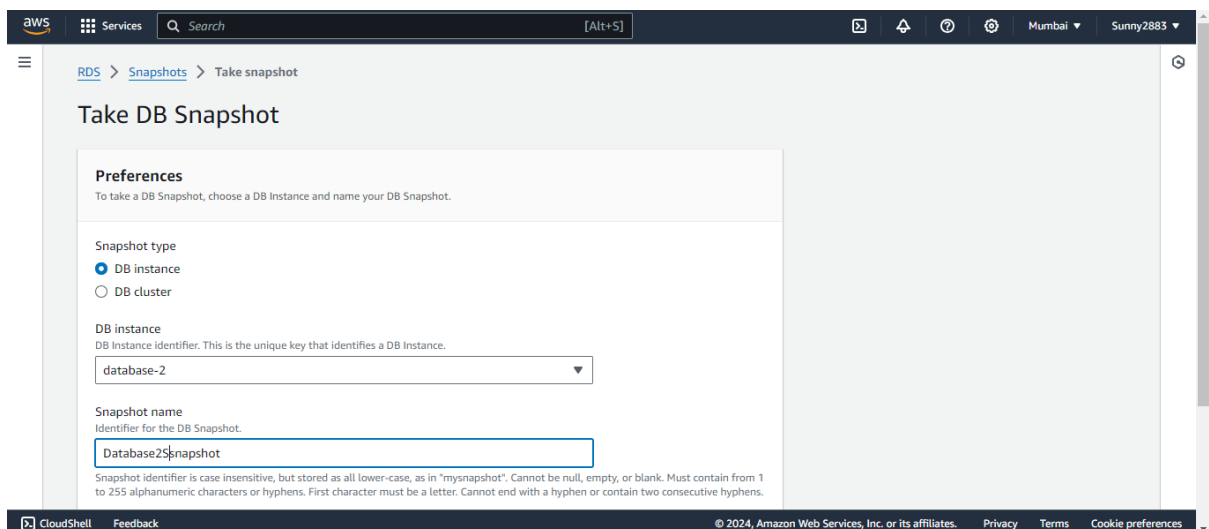 aws
Services
Search
[Alt+S]
Mumbai
Sunny2883
RDS > Snapshots > Take snapshot
Take DB Snapshot
Preferences
To take a DB Snapshot, choose a DB Instance and name your DB Snapshot.
Snapshot type
DB instance
DB cluster
DB instance
DB Instance identifier. This is the unique key that identifies a DB Instance.
database-2
Snapshot name
Identifier for the DB Snapshot.
Database2Ssnapshot
Snapshot identifier is case insensitive, but stored as all lower-case, as in "mysnapshot". Cannot be null, empty, or blank. Must contain from 1
to 255 alphanumeric characters or hyphens. First character must be a letter. Cannot end with a hyphen or contain two consecutive hyphens.
CloudShell
Feedback
© 2024, Amazon Web Services, Inc. or its affiliates.
Privacy
Terms
Cookie preferences